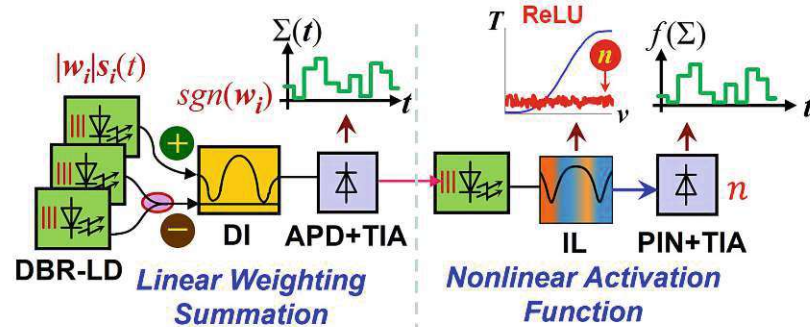 Σ(t)
|wᵢ|sᵢ(t)
sgn(wᵢ)
t
+
−
DBR-LD
DI
APD+TIA
Linear Weighting
Summation
T
ReLU
n
v
f(Σ)
t
IL
PIN+TIA
n
Nonlinear Activation
Function